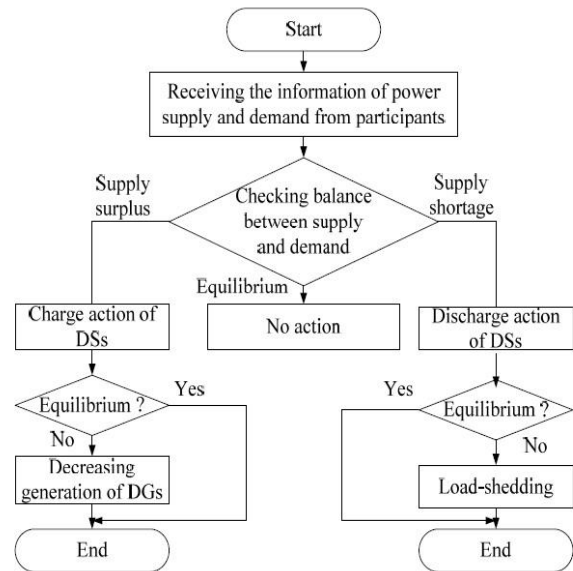 Start
Receiving the information of power
supply and demand from participants
Supply
surplus
Checking balance
between supply
and demand
Supply
shortage
Equilibrium
Charge action of
DSs
No action
Discharge action
of DSs
Equilibrium ?
Yes
No
Yes
Equilibrium ?
No
Decreasing
generation of DGs
Load-shedding
End
End